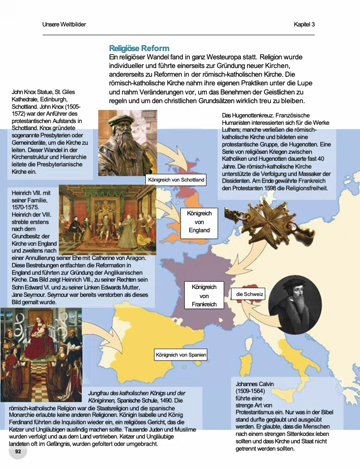 Unsere Weltbilder
Kapitel 3
Religiöse Reform
Ein religiöser Wandel fand in ganz Westeuropa statt. Religion wurde
individueller und führte einerseits zur Gründung neuer Kirchen,
andererseits zu Reformen in der römisch-katholischen Kirche. Die
römisch-katholische Kirche nahm ihre eigenen Praktiken unter die Lupe
und nahm Veränderungen vor, um das Benehmen der Geistlichen zu
regeln und um den christlichen Grundsätzen wirklich treu zu bleiben.
John Knox Statue, St. Giles
Kathedrale, Edinburgh,
Schottland. John Knox (1505-
1572) war der Anführer des
protestantischen Aufstands in
Schottland. Knox gründete
sogenannte Presbyterien oder
Gemeinderäte, um die Kirche zu
leiten. Dieser Wandel in der
Kirchenstruktur und Hierarchie
leitete die Presbyterianische
Kirche ein.
Das Hugenottenkreuz. Französische
Humanisten interessierten sich für die Werke
Luthers; manche verließen die römisch-
katholische Kirche und bildeten eine
protestantische Gruppe, die Hugenotten. Eine
Serie von religiösen Kriegen zwischen
Katholiken und Hugenotten dauerte fast 40
Jahre. Die römisch-katholische Kirche
unterstützte die Verfolgung und Massaker der
Dissidenten. Am Ende gewährte Frankreich
den Protestanten 1598 die Religionsfreiheit.
Königreich von Schottland
Heinrich VIII. mit
seiner Familie,
1570-1575.
Heinrich der VIII.
strebte erstens
nach dem
Grundbesitz der
Kirche von England
und zweitens nach
einer Annullierung seiner Ehe mit Catherine von Aragon.
Diese Bestrebungen entfachten die Reformation in
England und führten zur Gründung der Anglikanischen
Kirche. Das Bild zeigt Heinrich VIII., zu seiner Rechten sein
Sohn Edward VI. und zu seiner Linken Edwards Mutter,
Jane Seymour. Seymour war bereits verstorben als dieses
Bild gemalt wurde.
Königreich
von
England
Königreich
von
Frankreich
die Schweiz
Königreich von Spanien
Johannes Calvin
(1509-1564)
führte eine
strenge Art von
Protestantismus ein. Nur was in der Bibel
stand durfte geglaubt und ausgeübt
werden. Er glaubte, dass die Menschen
nach einem strengen Sittenkodex leben
sollten und dass Kirche und Staat nicht
getrennt werden sollten.
Jungfrau des katholischen Königs und der
Königinnen, Spanische Schule, 1490. Die
römisch-katholische Religion war die Staatsreligion und die spanische
Monarchie erlaubte keine anderen Religionen. Königin Isabelle und König
Ferdinand führten die Inquisition wieder ein, ein religiöses Gericht, das die
Ketzer und Ungläubigen ausfindig machen sollte. Tausende Juden und Muslime
wurden verfolgt und aus dem Land vertrieben. Ketzer und Ungläubige
landeten oft im Gefängnis, wurden gefoltert oder umgebracht.
92